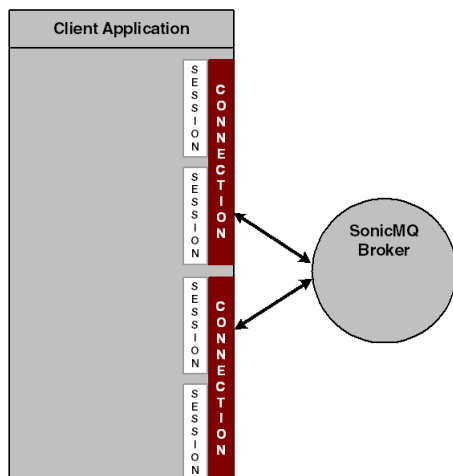 Client Application
SESSION
CONNECTION
SESSION
SonicMQ
Broker
SESSION
CONNECTION
SESSION